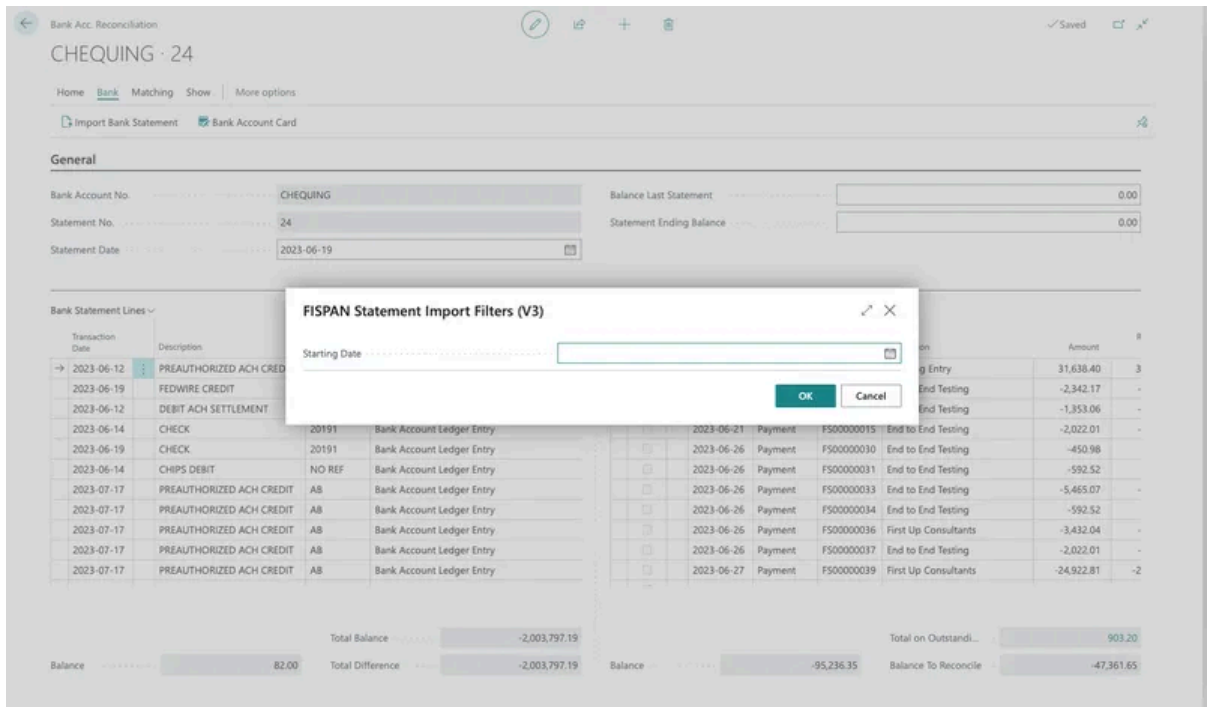 Bank Acc. Reconciliation
Saved
CHEQUING · 24
Home Bank Matching Show More options
Import Bank Statement Bank Account Card
General
Bank Account No. CHEQUING Balance Last Statement 0.00
Statement No. 24 Statement Ending Balance 0.00
Statement Date 2023-06-19
Bank Statement Lines
FISPAN Statement Import Filters (V3)
Starting Date
OK Cancel
Transaction Date Description Amount
2023-06-12 PREAUTHORIZED ACH CRED g Entry 31,638.40 3
2023-06-19 FEDWIRE CREDIT End Testing -2,342.17 -
2023-06-12 DEBIT ACH SETTLEMENT End Testing -1,353.06 -
2023-06-14 CHECK 20191 Bank Account Ledger Entry 2023-06-21 Payment FS00000015 End to End Testing -2,022.01 -
2023-06-19 CHECK 20191 Bank Account Ledger Entry 2023-06-26 Payment FS00000030 End to End Testing -450.98
2023-06-14 CHIPS DEBIT NO REF Bank Account Ledger Entry 2023-06-26 Payment FS00000031 End to End Testing -592.52
2023-07-17 PREAUTHORIZED ACH CREDIT AB Bank Account Ledger Entry 2023-06-26 Payment FS00000033 End to End Testing -5,465.07 -
2023-07-17 PREAUTHORIZED ACH CREDIT AB Bank Account Ledger Entry 2023-06-26 Payment FS00000034 End to End Testing -592.52
2023-07-17 PREAUTHORIZED ACH CREDIT AB Bank Account Ledger Entry 2023-06-26 Payment FS00000036 First Up Consultants -3,432.04 -
2023-07-17 PREAUTHORIZED ACH CREDIT AB Bank Account Ledger Entry 2023-06-26 Payment FS00000037 End to End Testing -2,022.01 -
2023-07-17 PREAUTHORIZED ACH CREDIT AB Bank Account Ledger Entry 2023-06-27 Payment FS00000039 First Up Consultants -24,922.81 -2
Total Balance -2,003,797.19 Total on Outstandi... 903.20
Balance 82.00 Total Difference -2,003,797.19 Balance -95,236.35 Balance To Reconcile -47,361.65